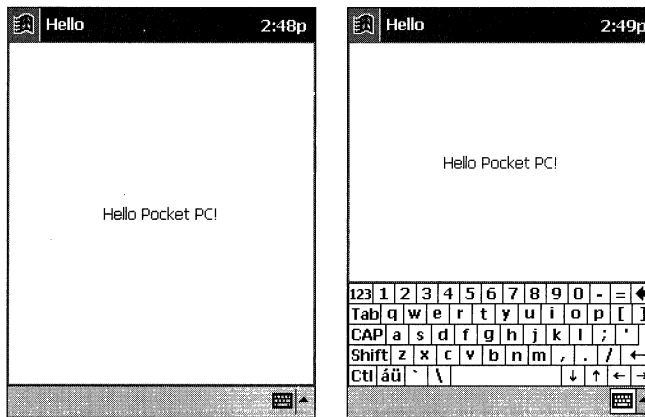 Hello 2:48p
Hello Pocket PC!
Hello 2:49p
Hello Pocket PC!
123 1 2 3 4 5 6 7 8 9 0 - =
Tab q w e r t y u i o p [ ]
CAP a s d f g h j k l ; '
Shift z x c v b n m , . / ←
Ctl áü ` \ ↓ ↑ ← →